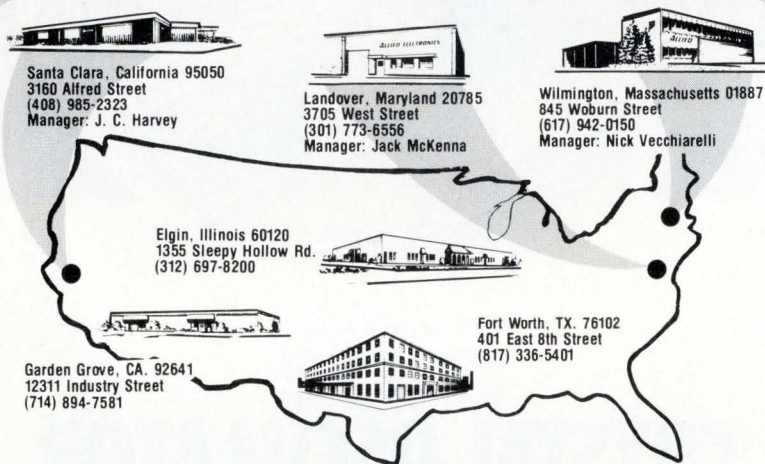 Santa Clara, California 95050
3160 Alfred Street
(408) 985-2323
Manager: J. C. Harvey
ALLIED ELECTRONICS
Landover, Maryland 20785
3705 West Street
(301) 773-6556
Manager: Jack McKenna
ALLIED
Wilmington, Massachusetts 01887
845 Woburn Street
(617) 942-0150
Manager: Nick Vecchiarelli
Elgin, Illinois 60120
1355 Sleepy Hollow Rd.
(312) 697-8200
Garden Grove, CA. 92641
12311 Industry Street
(714) 894-7581
Fort Worth, TX. 76102
401 East 8th Street
(817) 336-5401